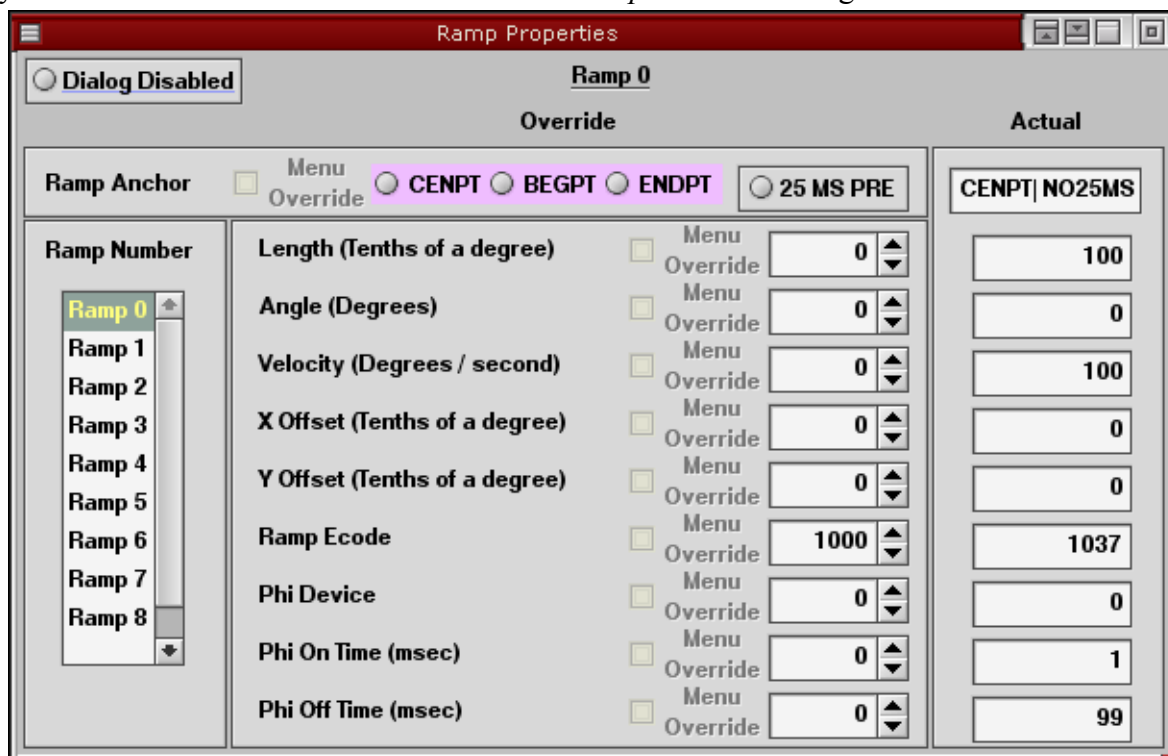 Ramp Properties
Dialog Disabled
Ramp 0
Override
Actual
Ramp Anchor
Menu Override
CENPT
BEGPT
ENDPT
25 MS PRE
CENPT| NO25MS
Ramp Number
Ramp 0
Ramp 1
Ramp 2
Ramp 3
Ramp 4
Ramp 5
Ramp 6
Ramp 7
Ramp 8
Length (Tenths of a degree) Menu Override 0 100
Angle (Degrees) Menu Override 0 0
Velocity (Degrees / second) Menu Override 0 100
X Offset (Tenths of a degree) Menu Override 0 0
Y Offset (Tenths of a degree) Menu Override 0 0
Ramp Ecode Menu Override 1000 1037
Phi Device Menu Override 0 0
Phi On Time (msec) Menu Override 0 1
Phi Off Time (msec) Menu Override 0 99